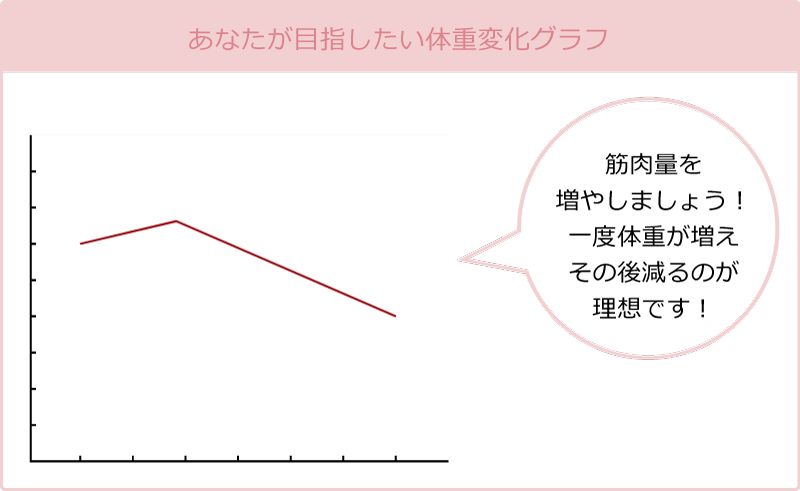 あなたが目指したい体重変化グラフ
筋肉量を
増やしましょう！
一度体重が増え
その後減るのが
理想です！